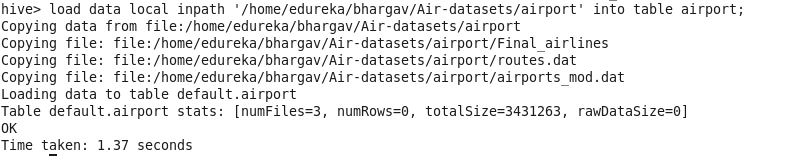 hive> load data local inpath '/home/edureka/bhargav/Air-datasets/airport' into table airport;
Copying data from file:/home/edureka/bhargav/Air-datasets/airport
Copying file: file:/home/edureka/bhargav/Air-datasets/airport/Final_airlines
Copying file: file:/home/edureka/bhargav/Air-datasets/airport/routes.dat
Copying file: file:/home/edureka/bhargav/Air-datasets/airport/airports_mod.dat
Loading data to table default.airport
Table default.airport stats: [numFiles=3, numRows=0, totalSize=3431263, rawDataSize=0]
OK
Time taken: 1.37 seconds